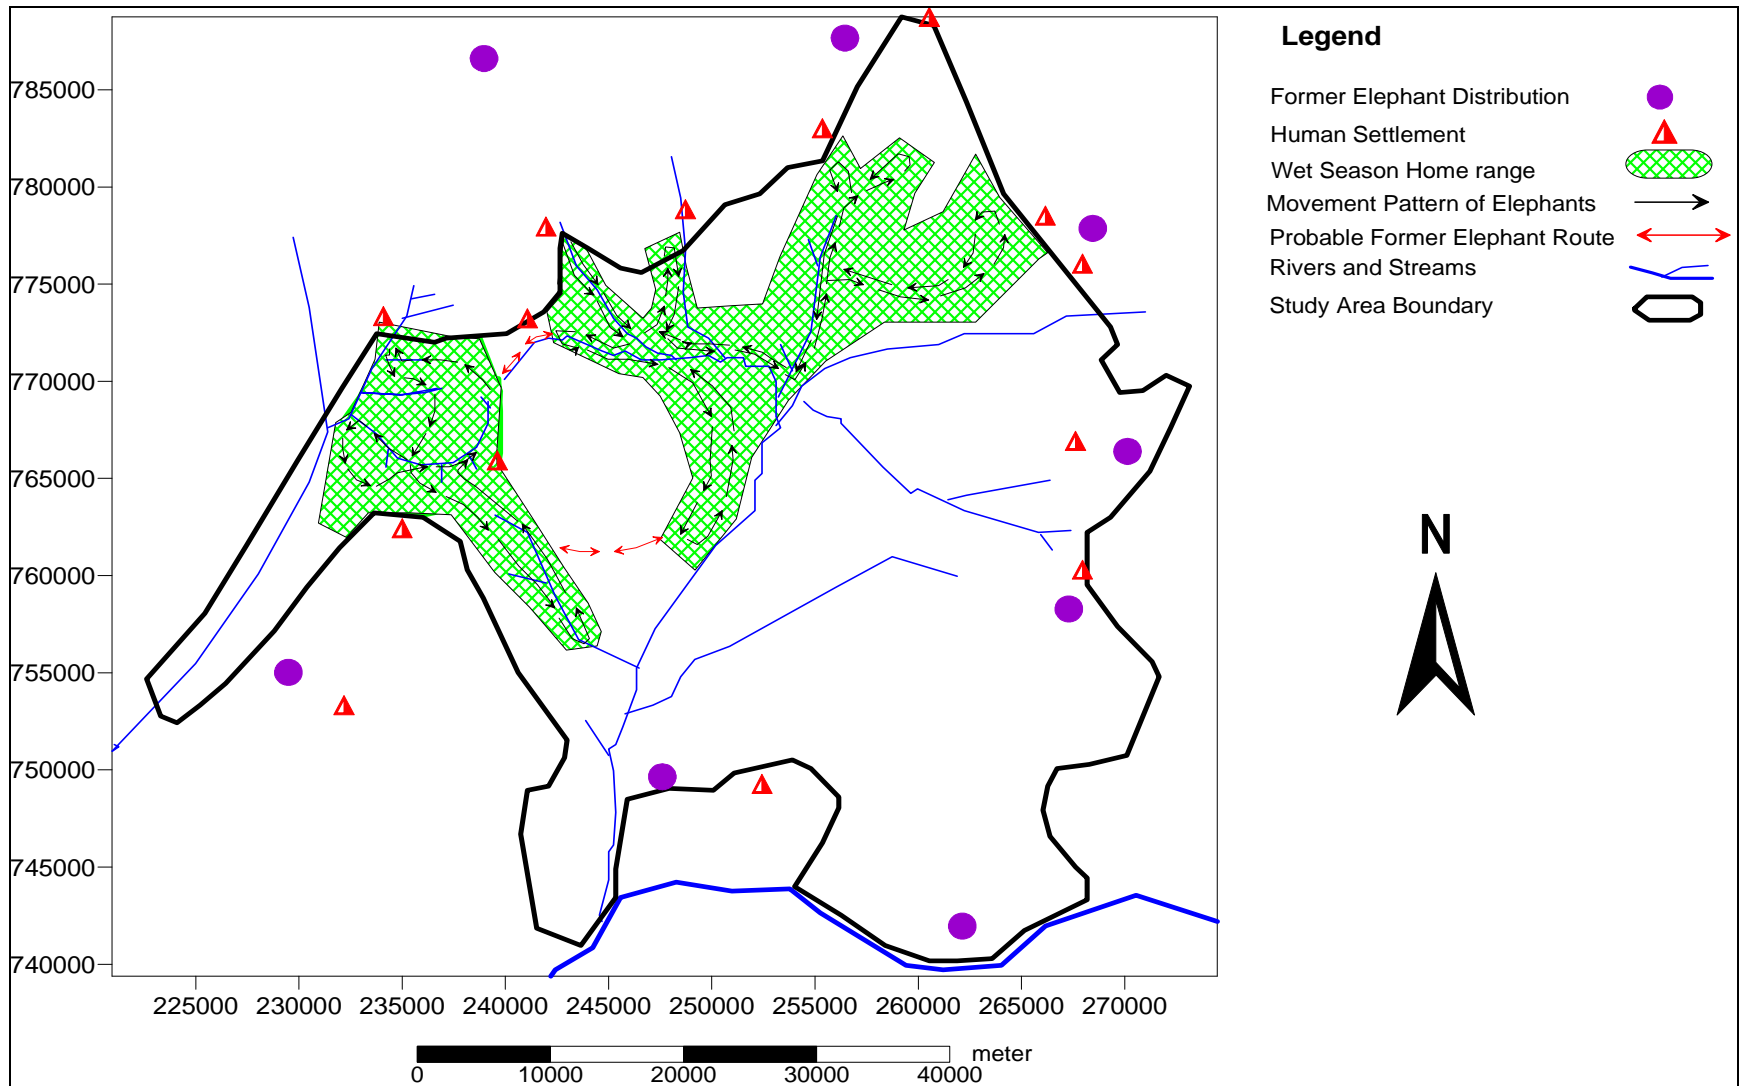 Legend
Former Elephant Distribution
Human Settlement
Wet Season Home range
Movement Pattern of Elephants
Probable Former Elephant Route
Rivers and Streams
Study Area Boundary
N
785000
780000
775000
770000
765000
760000
755000
750000
745000
740000
225000 230000 235000 240000 245000 250000 255000 260000 265000 270000
meter
0 10000 20000 30000 40000